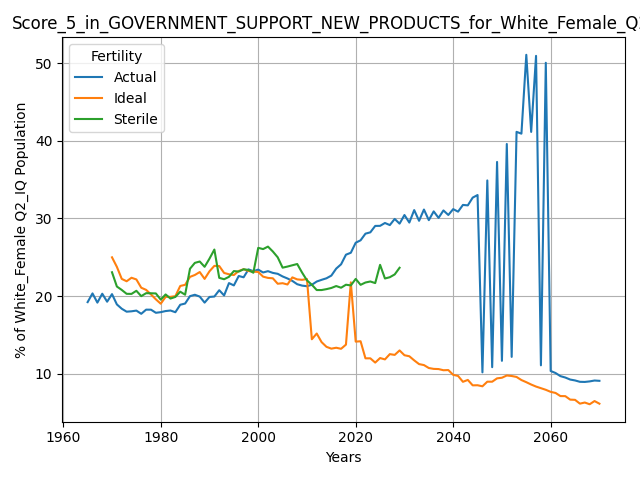 Score_5_in_GOVERNMENT_SUPPORT_NEW_PRODUCTS_for_White_Female_Q
Fertility
Actual
Ideal
Sterile
% of White_Female Q2_IQ Population
50
40
30
20
10
1960
1980
2000
2020
2040
2060
Years